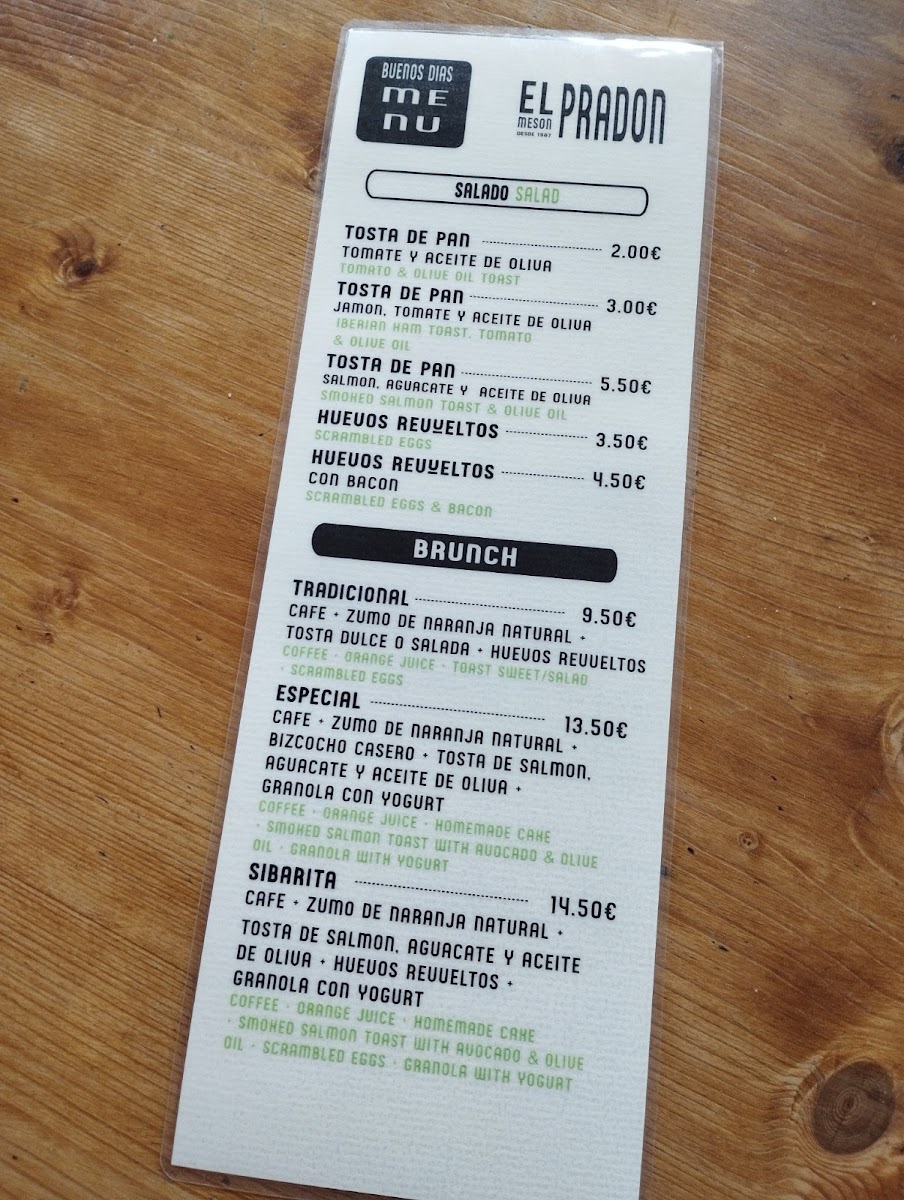 BUENOS DIAS
MENU
EL PRADON
MESON
DESDE 1987
SALADO SALAD
TOSTA DE PAN 2.00€
TOMATE Y ACEITE DE OLIVA
TOMATO & OLIVE OIL TOAST
TOSTA DE PAN 3.00€
JAMON, TOMATE Y ACEITE DE OLIVA
IBERIAN HAM TOAST, TOMATO
& OLIVE OIL
TOSTA DE PAN 5.50€
SALMON, AGUACATE Y ACEITE DE OLIVA
SMOKED SALMON TOAST & OLIVE OIL
HUEVOS REVUELTOS 3.50€
SCRAMBLED EGGS
HUEVOS REVUELTOS 4.50€
CON BACON
SCRAMBLED EGGS & BACON
BRUNCH
TRADICIONAL 9.50€
CAFE + ZUMO DE NARANJA NATURAL +
TOSTA DULCE O SALADA + HUEVOS REVUELTOS
COFFEE · ORANGE JUICE · TOAST SWEET/SALAD
· SCRAMBLED EGGS
ESPECIAL 13.50€
CAFE + ZUMO DE NARANJA NATURAL +
BIZCOCHO CASERO + TOSTA DE SALMON,
AGUACATE Y ACEITE DE OLIVA +
GRANOLA CON YOGURT
COFFEE · ORANGE JUICE · HOMEMADE CAKE
· SMOKED SALMON TOAST WITH AVOCADO & OLIVE
OIL · GRANOLA WITH YOGURT
SIBARITA 14.50€
CAFE + ZUMO DE NARANJA NATURAL +
TOSTA DE SALMON, AGUACATE Y ACEITE
DE OLIVA + HUEVOS REVUELTOS +
GRANOLA CON YOGURT
COFFEE · ORANGE JUICE · HOMEMADE CAKE
· SMOKED SALMON TOAST WITH AVOCADO & OLIVE
OIL · SCRAMBLED EGGS · GRANOLA WITH YOGURT